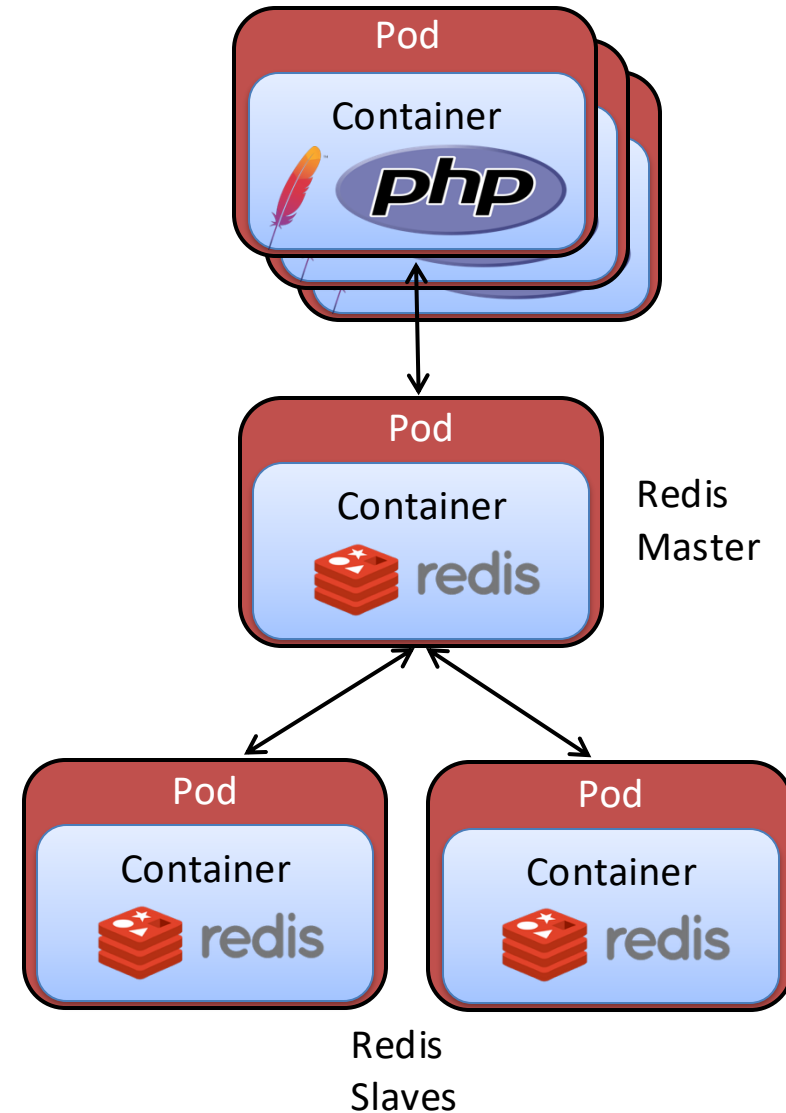 Pod
Container
php
Pod
Container
redis
Redis
Master
Pod
Container
redis
Pod
Container
redis
Redis
Slaves